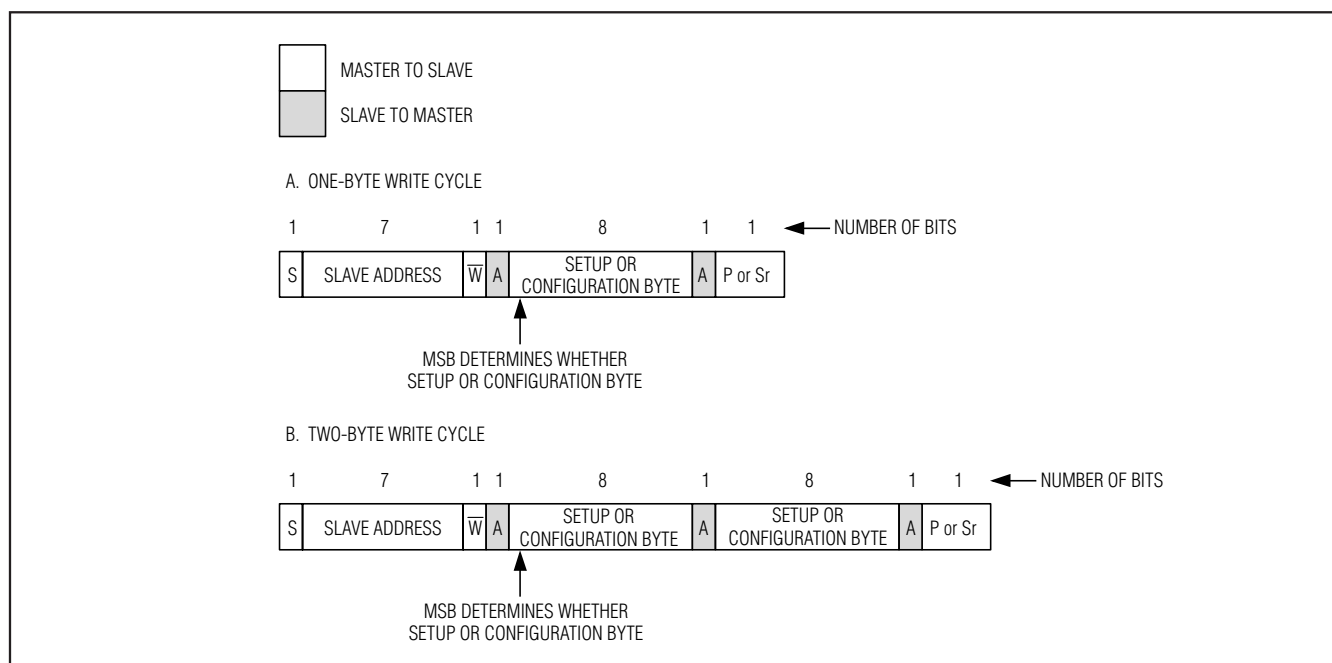 MASTER TO SLAVE
SLAVE TO MASTER
A. ONE-BYTE WRITE CYCLE
1 7 1 1 8 1 1 NUMBER OF BITS
S SLAVE ADDRESS W̅ A SETUP OR CONFIGURATION BYTE A P or Sr
MSB DETERMINES WHETHER
SETUP OR CONFIGURATION BYTE
B. TWO-BYTE WRITE CYCLE
1 7 1 1 8 1 8 1 1 NUMBER OF BITS
S SLAVE ADDRESS W̅ A SETUP OR CONFIGURATION BYTE A SETUP OR CONFIGURATION BYTE A P or Sr
MSB DETERMINES WHETHER
SETUP OR CONFIGURATION BYTE